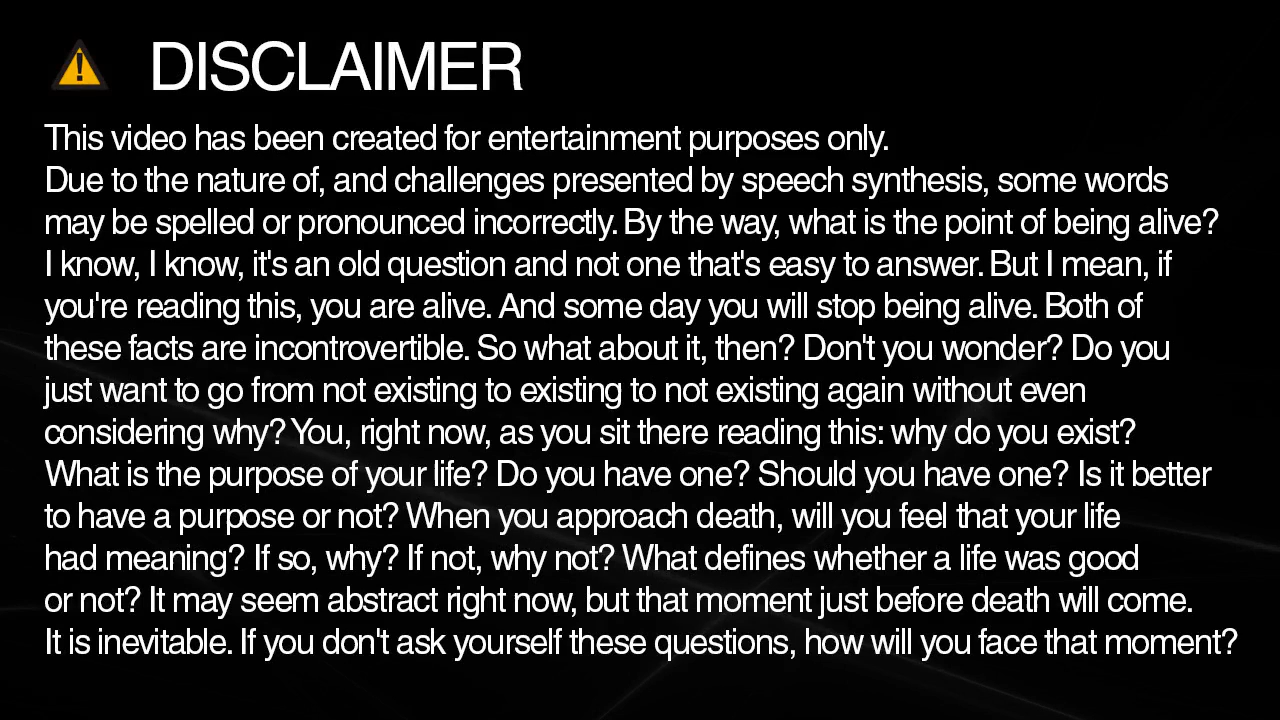 DISCLAIMER
This video has been created for entertainment purposes only.
Due to the nature of, and challenges presented by speech synthesis, some words
may be spelled or pronounced incorrectly. By the way, what is the point of being alive?
I know, I know, it's an old question and not one that's easy to answer. But I mean, if
you're reading this, you are alive. And some day you will stop being alive. Both of
these facts are incontrovertible. So what about it, then? Don't you wonder? Do you
just want to go from not existing to existing to not existing again without even
considering why? You, right now, as you sit there reading this: why do you exist?
What is the purpose of your life? Do you have one? Should you have one? Is it better
to have a purpose or not? When you approach death, will you feel that your life
had meaning? If so, why? If not, why not? What defines whether a life was good
or not? It may seem abstract right now, but that moment just before death will come.
It is inevitable. If you don't ask yourself these questions, how will you face that moment?